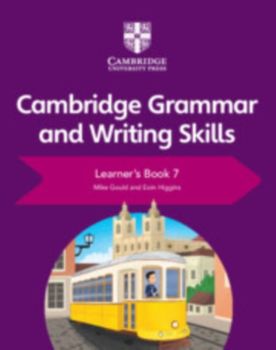 CAMBRIDGE
UNIVERSITY PRESS
Cambridge Grammar
and Writing Skills
Learner's Book 7
Mike Gould and Eoin Higgins